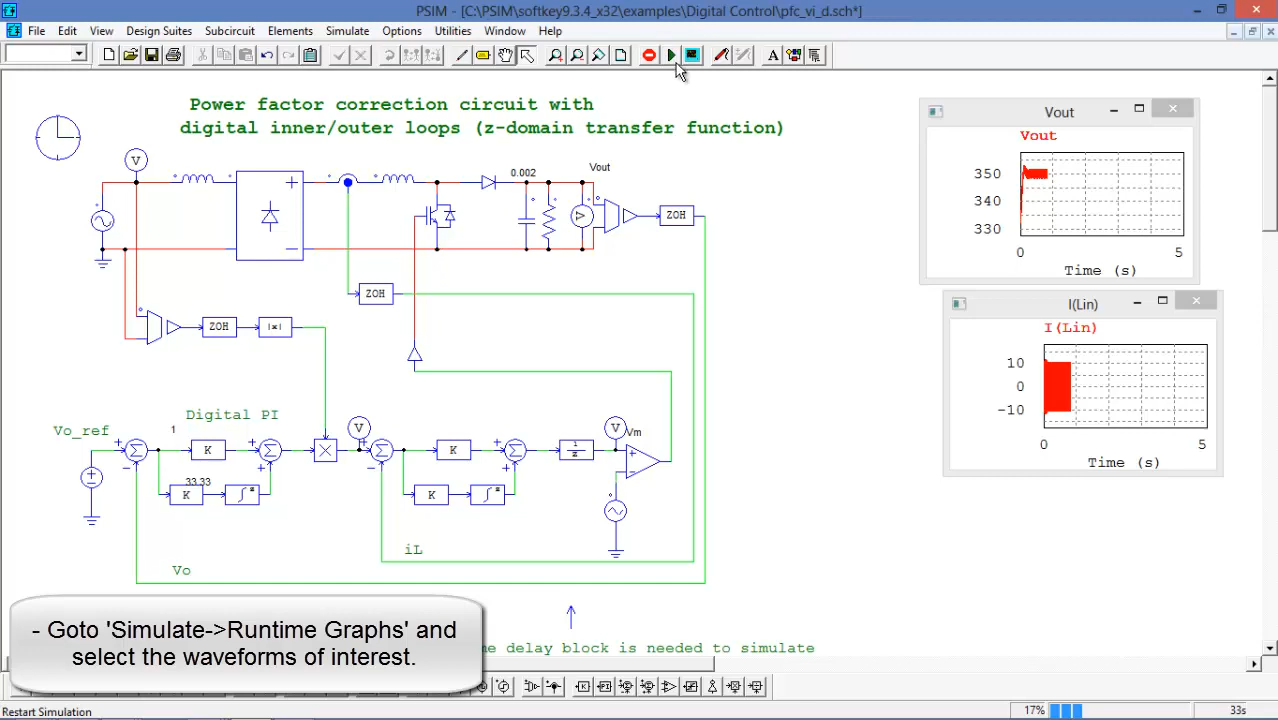 PSIM - [C:\PSIM\softkey9.3.4_x32\examples\Digital Control\pfc_vi_d.sch*]
File Edit View Design Suites Subcircuit Elements Simulate Options Utilities Window Help
A
Power factor correction circuit with
digital inner/outer loops (z-domain transfer function)
V
0.002
Vout
V
ZOH
ZOH
ZOH
|x|
Digital PI
1
Vo_ref
K
K
33.33
K
K
V
V
Vm
1
z
iL
Vo
me delay block is needed to simulate
Vout
Vout
350
340
330
0
5
Time (s)
I(Lin)
I(Lin)
10
0
-10
0
5
Time (s)
- Goto 'Simulate->Runtime Graphs' and
select the waveforms of interest.
Restart Simulation
17%
33s